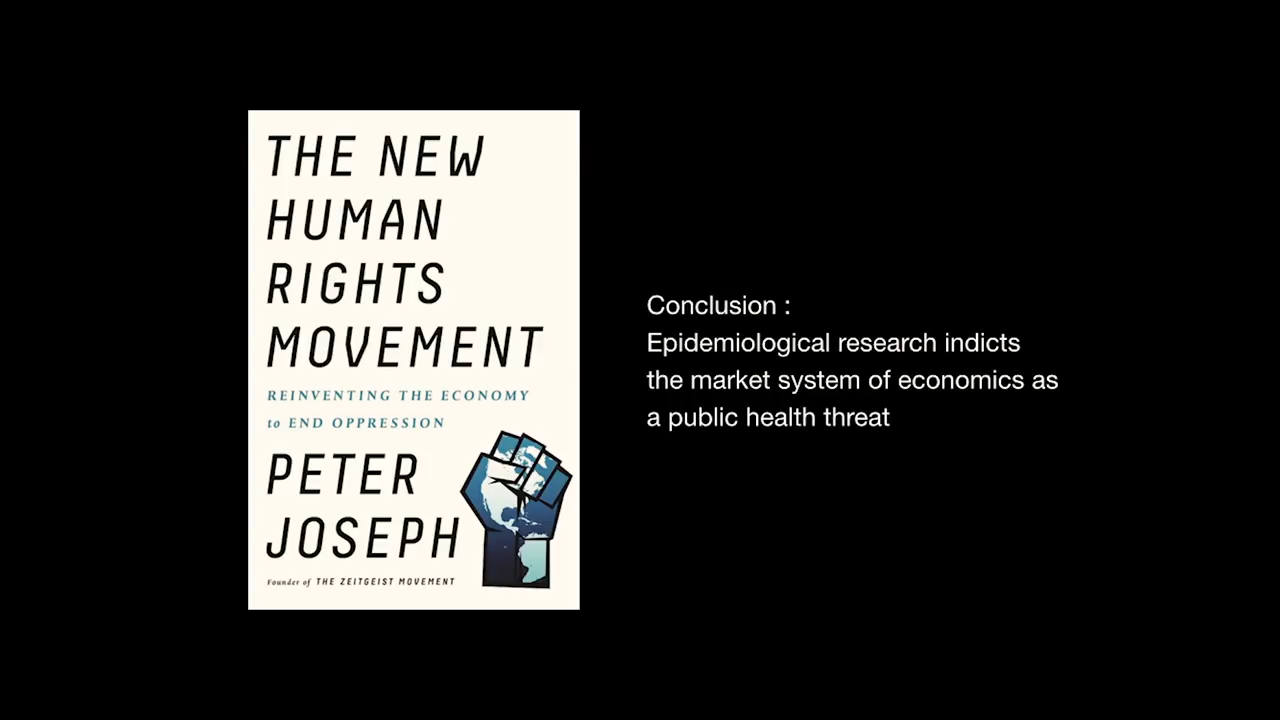 THE NEW
HUMAN
RIGHTS
MOVEMENT
REINVENTING THE ECONOMY
to END OPPRESSION
PETER
JOSEPH
Founder of THE ZEITGEIST MOVEMENT
Conclusion :
Epidemiological research indicts
the market system of economics as
a public health threat